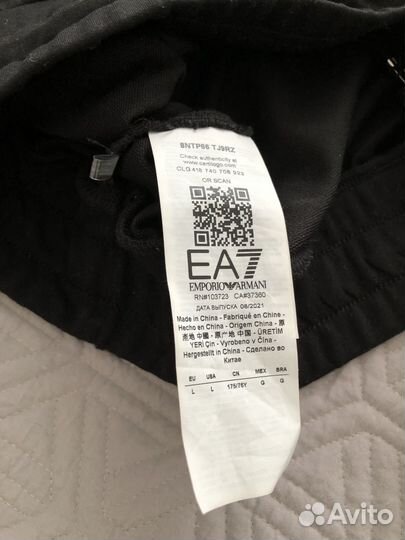 8NTP66 TJ9RZ
Check authenticity at
www.certilogo.com
CLG 418 740 708 923
OR SCAN
EA7
EMPORIO ARMANI
RN#103723 CA#37360
ДАТА ВЫПУСКА 08/2021
Made in China - Fabriqué en Chine -
Hecho en China - Origem China - 原
產地 中國 - 原产地 中国 - ÜRETİM
YERİ Çin - Vyrobeno v Čína -
Hergestellt in China - Сделано во
Китае
EU USA CN MEX BRA
L L 175/76Y G G
Avito